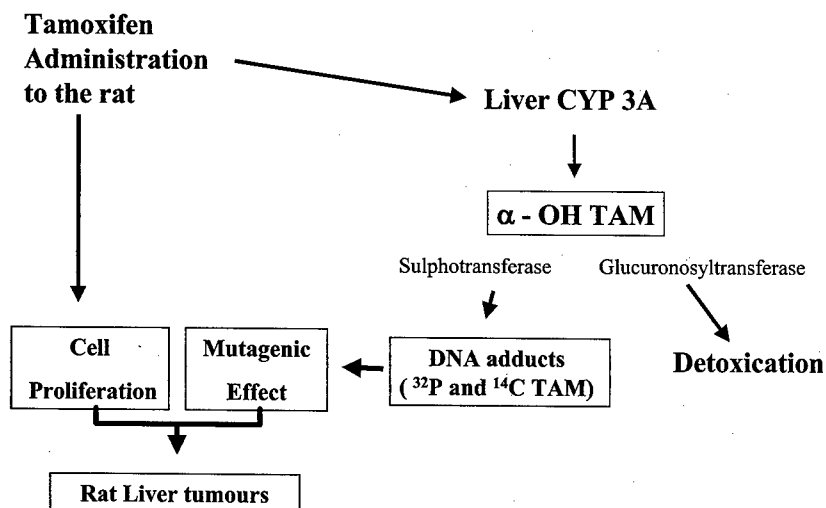 Tamoxifen
Administration
to the rat
Liver CYP 3A
α - OH TAM
Sulphotransferase
Glucuronosyltransferase
Cell
Proliferation
Mutagenic
Effect
DNA adducts
( ³²P and ¹⁴C TAM)
Detoxication
Rat Liver tumours